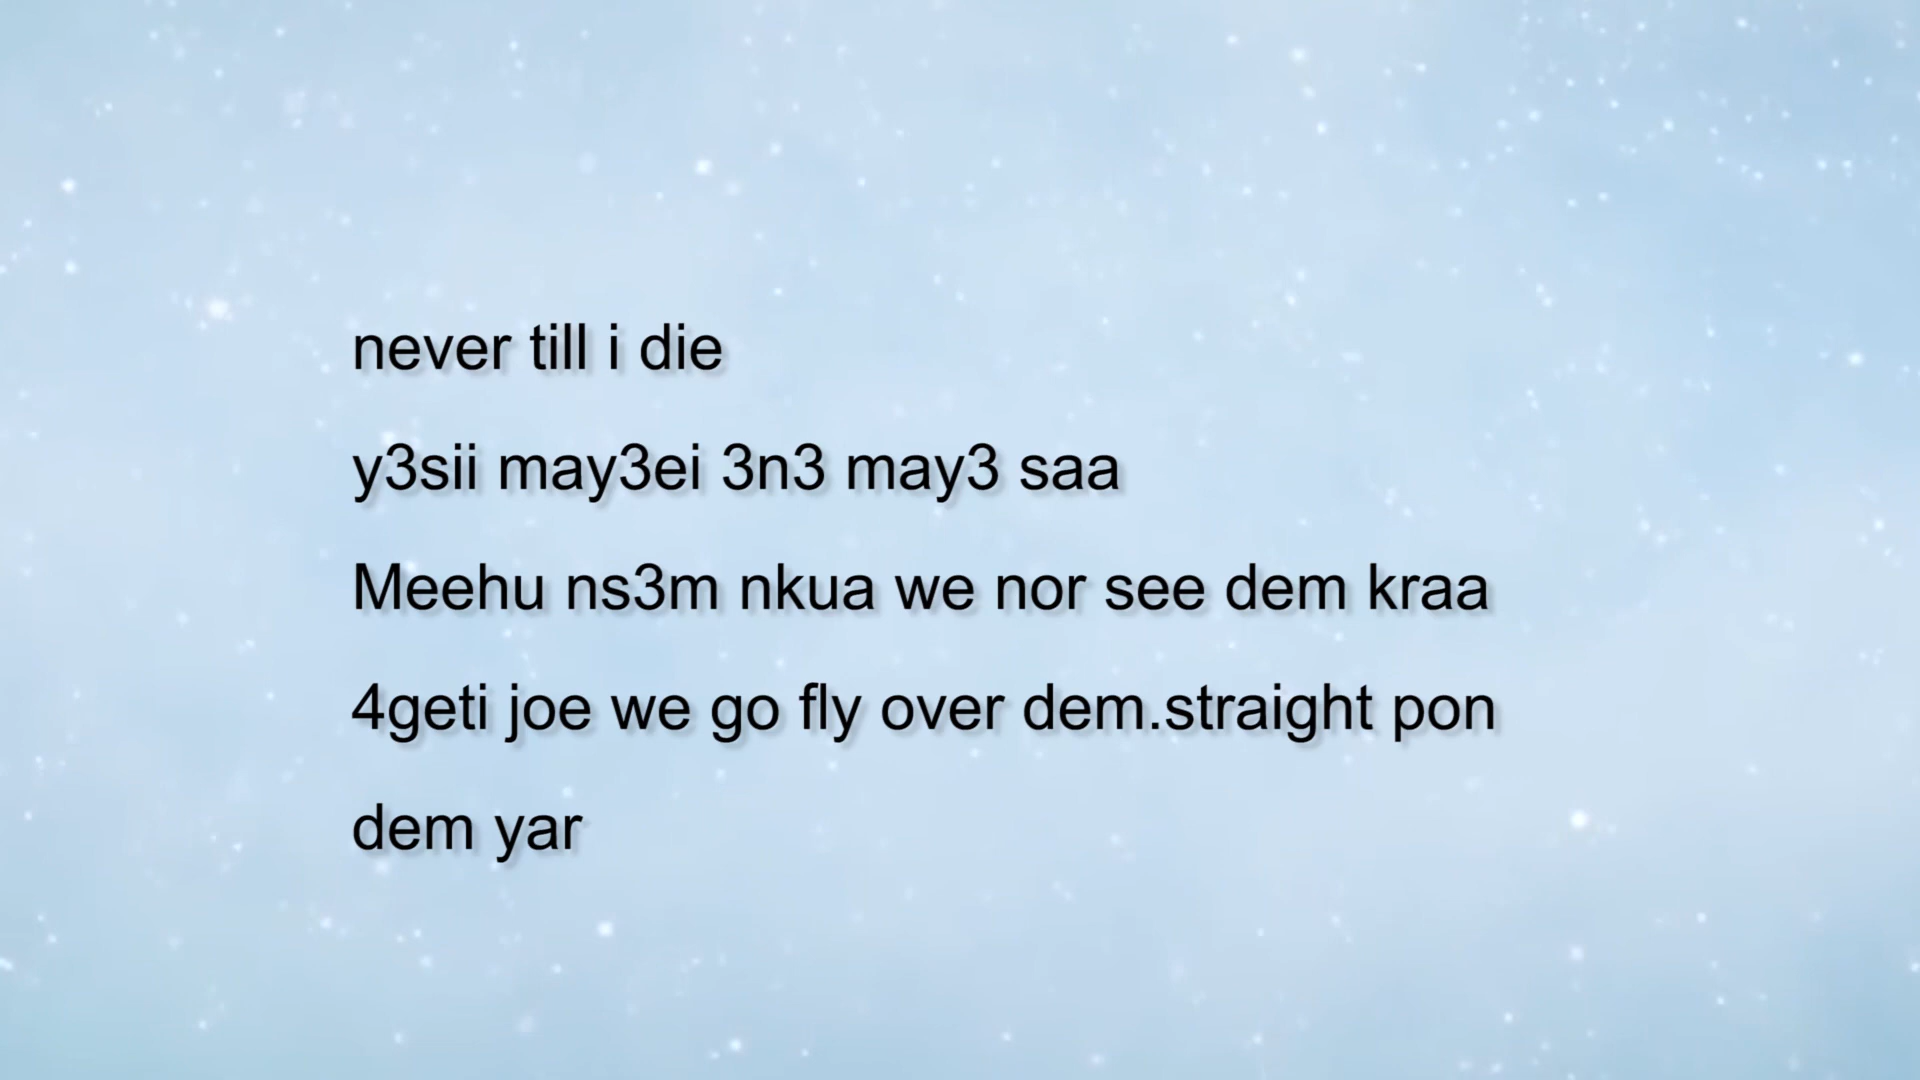 never till i die
y3sii may3ei 3n3 may3 saa
Meehu ns3m nkua we nor see dem kraa
4geti joe we go fly over dem.straight pon
dem yar